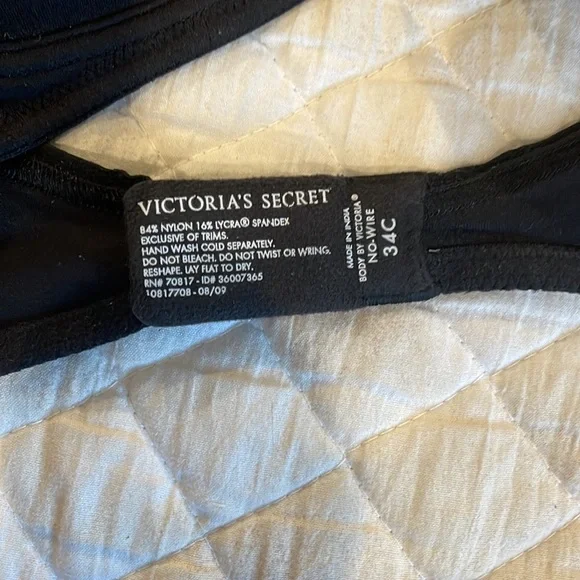 VICTORIA'S SECRET
84% NYLON 16% LYCRA® SPANDEX
EXCLUSIVE OF TRIMS.
HAND WASH COLD SEPARATELY.
DO NOT BLEACH. DO NOT TWIST OR WRING.
RESHAPE. LAY FLAT TO DRY.
RN# 70817 - ID# 36007365
10817708 - 08/09
MADE IN INDIA
BODY BY VICTORIA®
NO-WIRE
34C